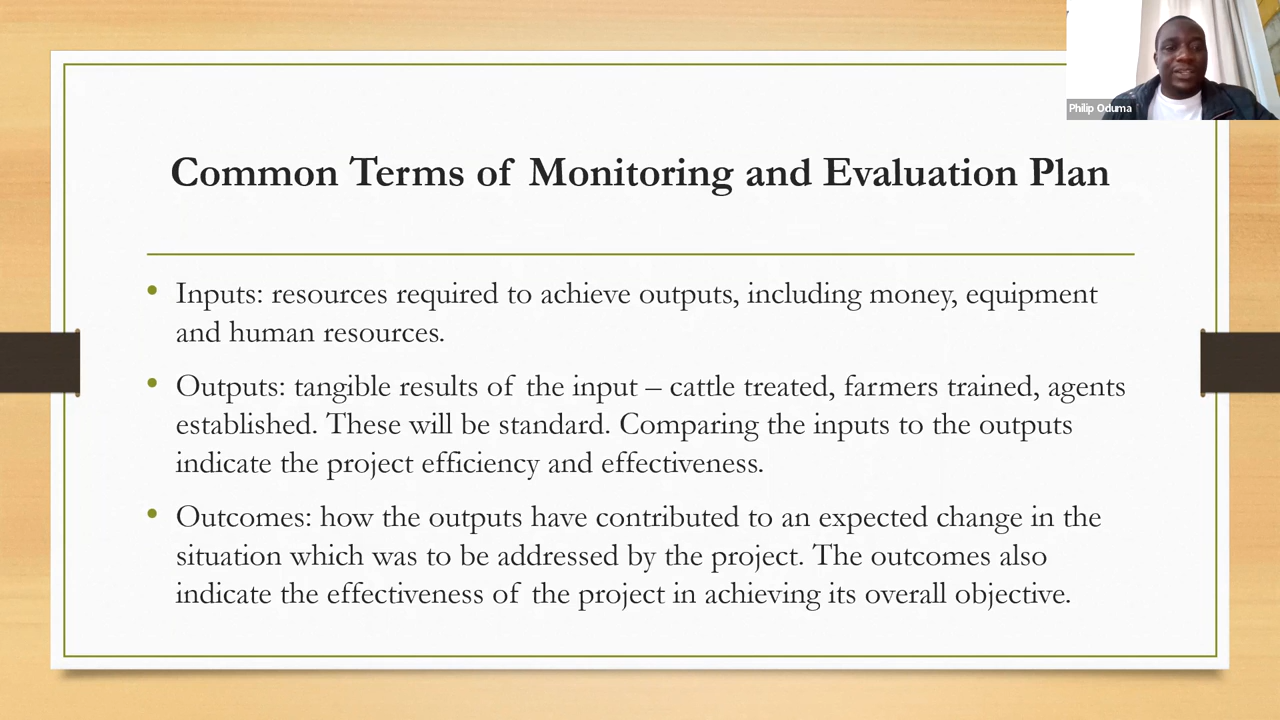 Philip Oduma
Common Terms of Monitoring and Evaluation Plan
• Inputs: resources required to achieve outputs, including money, equipment
and human resources.
• Outputs: tangible results of the input – cattle treated, farmers trained, agents
established. These will be standard. Comparing the inputs to the outputs
indicate the project efficiency and effectiveness.
• Outcomes: how the outputs have contributed to an expected change in the
situation which was to be addressed by the project. The outcomes also
indicate the effectiveness of the project in achieving its overall objective.